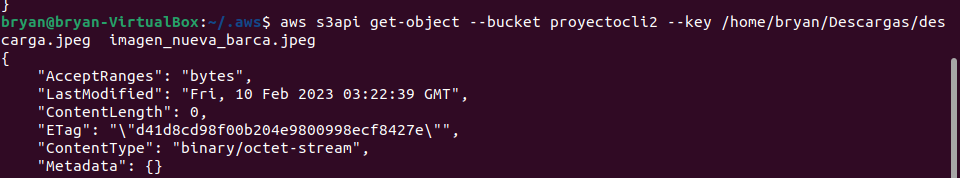 }
bryan@bryan-VirtualBox:~/.aws$ aws s3api get-object --bucket proyectocli2 --key /home/bryan/Descargas/des
carga.jpeg  imagen_nueva_barca.jpeg
{
    "AcceptRanges": "bytes",
    "LastModified": "Fri, 10 Feb 2023 03:22:39 GMT",
    "ContentLength": 0,
    "ETag": "\"d41d8cd98f00b204e9800998ecf8427e\"",
    "ContentType": "binary/octet-stream",
    "Metadata": {}